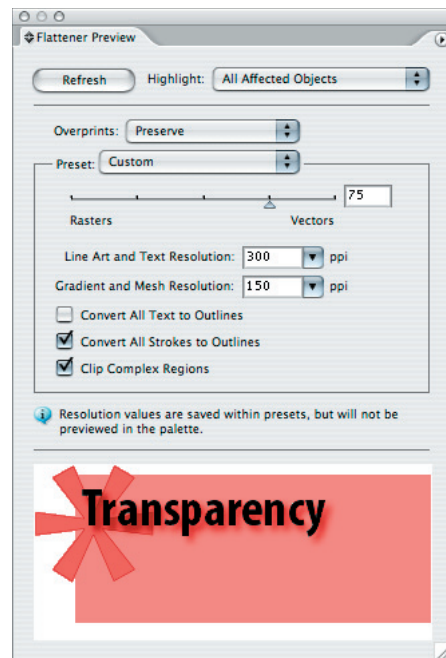 Flattener Preview
Refresh Highlight: All Affected Objects
Overprints: Preserve
Preset: Custom
75
Rasters Vectors
Line Art and Text Resolution: 300 ppi
Gradient and Mesh Resolution: 150 ppi
Convert All Text to Outlines
Convert All Strokes to Outlines
Clip Complex Regions
Resolution values are saved within presets, but will not be
previewed in the palette.
Transparency